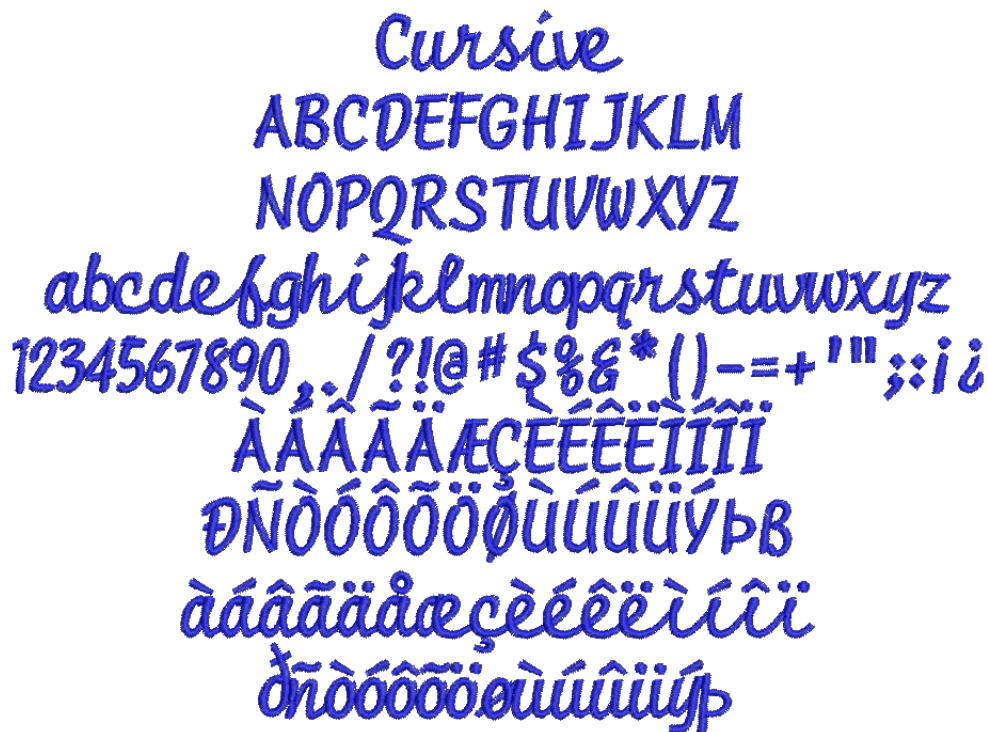 Cursive
ABCDEFGHIJKLM
NOPQRSTUVWXYZ
abcdefghijklmnopqrstuvwxyz
1234567890,./?!@#$%&*()-=+'";:¡¿
ÀÁÂÃÄÆÇÈÉÊËÌÍÎÏ
ÐÑÒÓÔÕÖØÙÚÛÜÝÞß
àáâãäåæçèéêëìíîï
ðñòóôõöøùúûüýþ